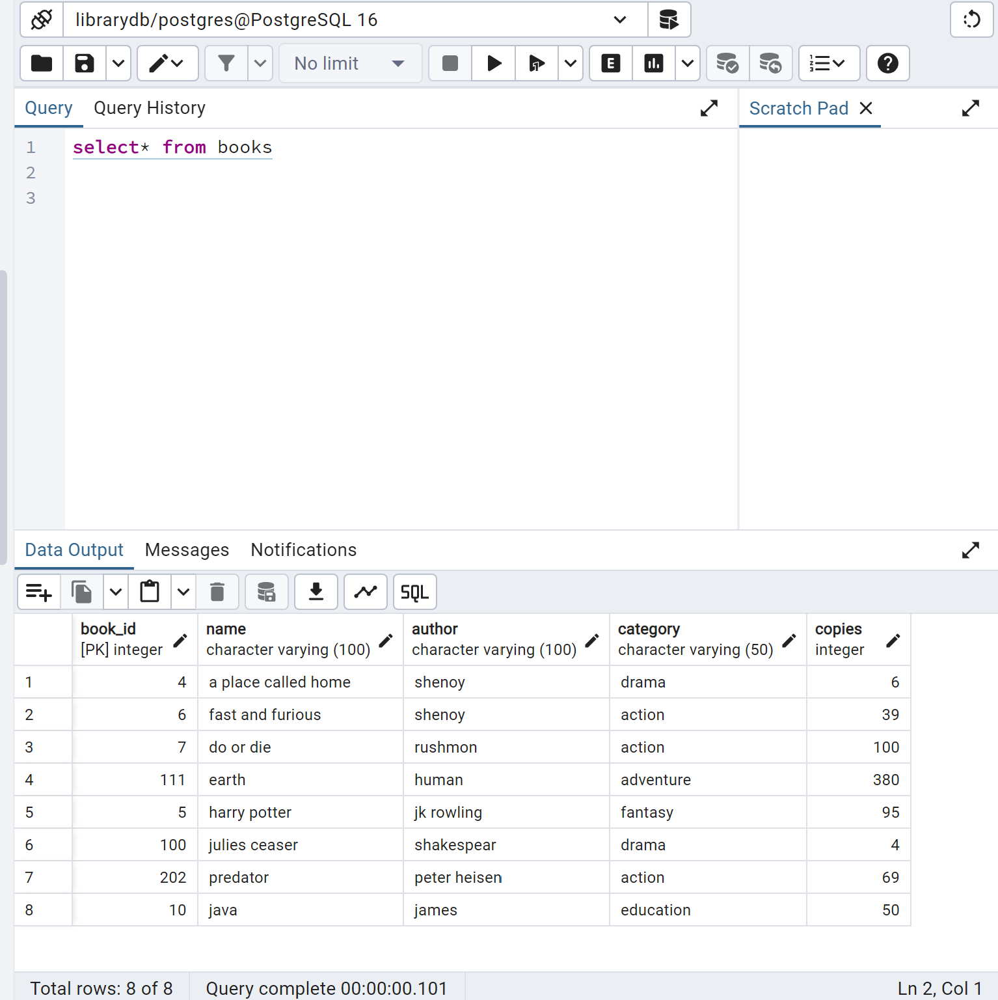 librarydb/postgres@PostgreSQL 16
No limit
E
1
2
3
?
Query Query History Scratch Pad
1 select* from books
2
3
Data Output Messages Notifications
SQL
book_id name author category copies
[PK] integer character varying (100) character varying (100) character varying (50) integer
1 4 a place called home shenoy drama 6
2 6 fast and furious shenoy action 39
3 7 do or die rushmon action 100
4 111 earth human adventure 380
5 5 harry potter jk rowling fantasy 95
6 100 julies ceaser shakespear drama 4
7 202 predator peter heisen action 69
8 10 java james education 50
Total rows: 8 of 8 Query complete 00:00:00.101 Ln 2, Col 1